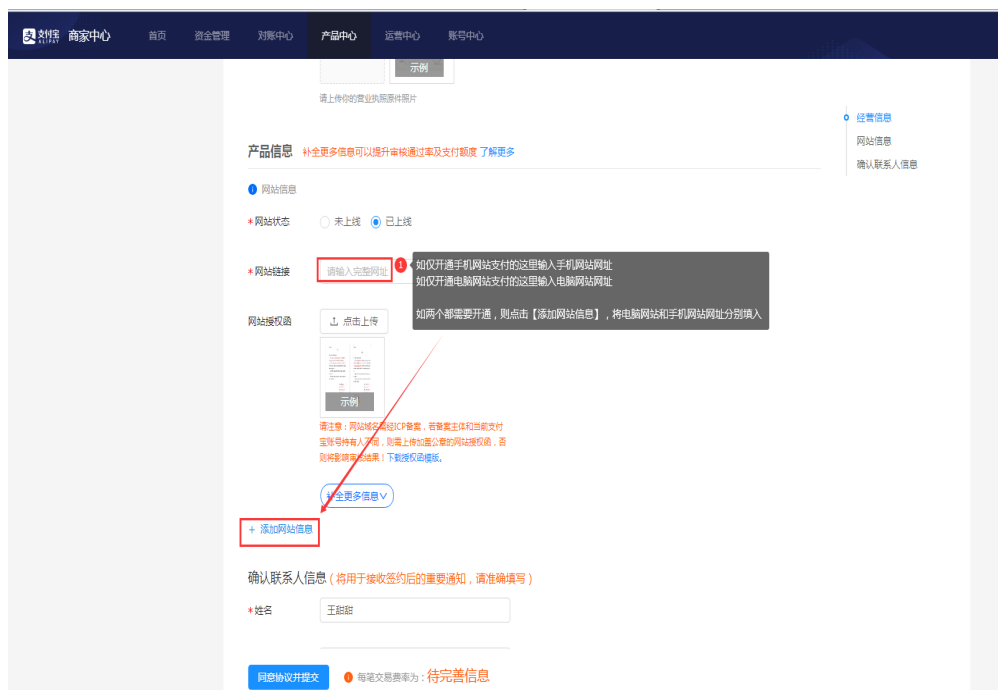 支付宝 ALIPAY 商家中心 首页 资金管理 对账中心 产品中心 运营中心 账号中心
示例
请上传你的营业执照原件照片
经营信息
网站信息
确认联系人信息
产品信息 补全更多信息可以提升审核通过率及支付额度 了解更多
网站信息
*网站状态 未上线 已上线
*网站链接 请输入完整网址 1
如仅开通手机网站支付的这里输入手机网站网址
如仅开通电脑网站支付的这里输入电脑网站网址
如两个都需要开通，则点击【添加网站信息】，将电脑网站和手机网站网址分别填入
网站授权函 点击上传
示例
请注意：网站域名需经ICP备案，若备案主体和当前支付
宝账号持有人不同，则需上传加盖公章的网站授权函，否
则将影响审核结果！下载授权函模版。
补全更多信息
+ 添加网站信息
确认联系人信息（将用于接收签约后的重要通知，请准确填写）
*姓名 王甜甜
同意协议并提交 每笔交易费率为：待完善信息